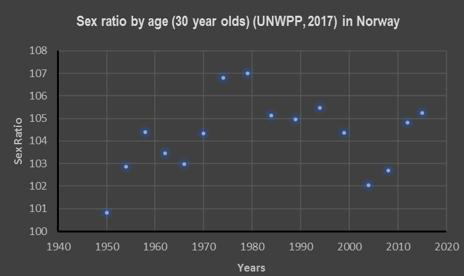 Sex ratio by age (30 year olds) (UNWPP, 2017) in Norway
108
107
106
105
104
103
102
101
100
Sex Ratio
1940 1950 1960 1970 1980 1990 2000 2010 2020
Years